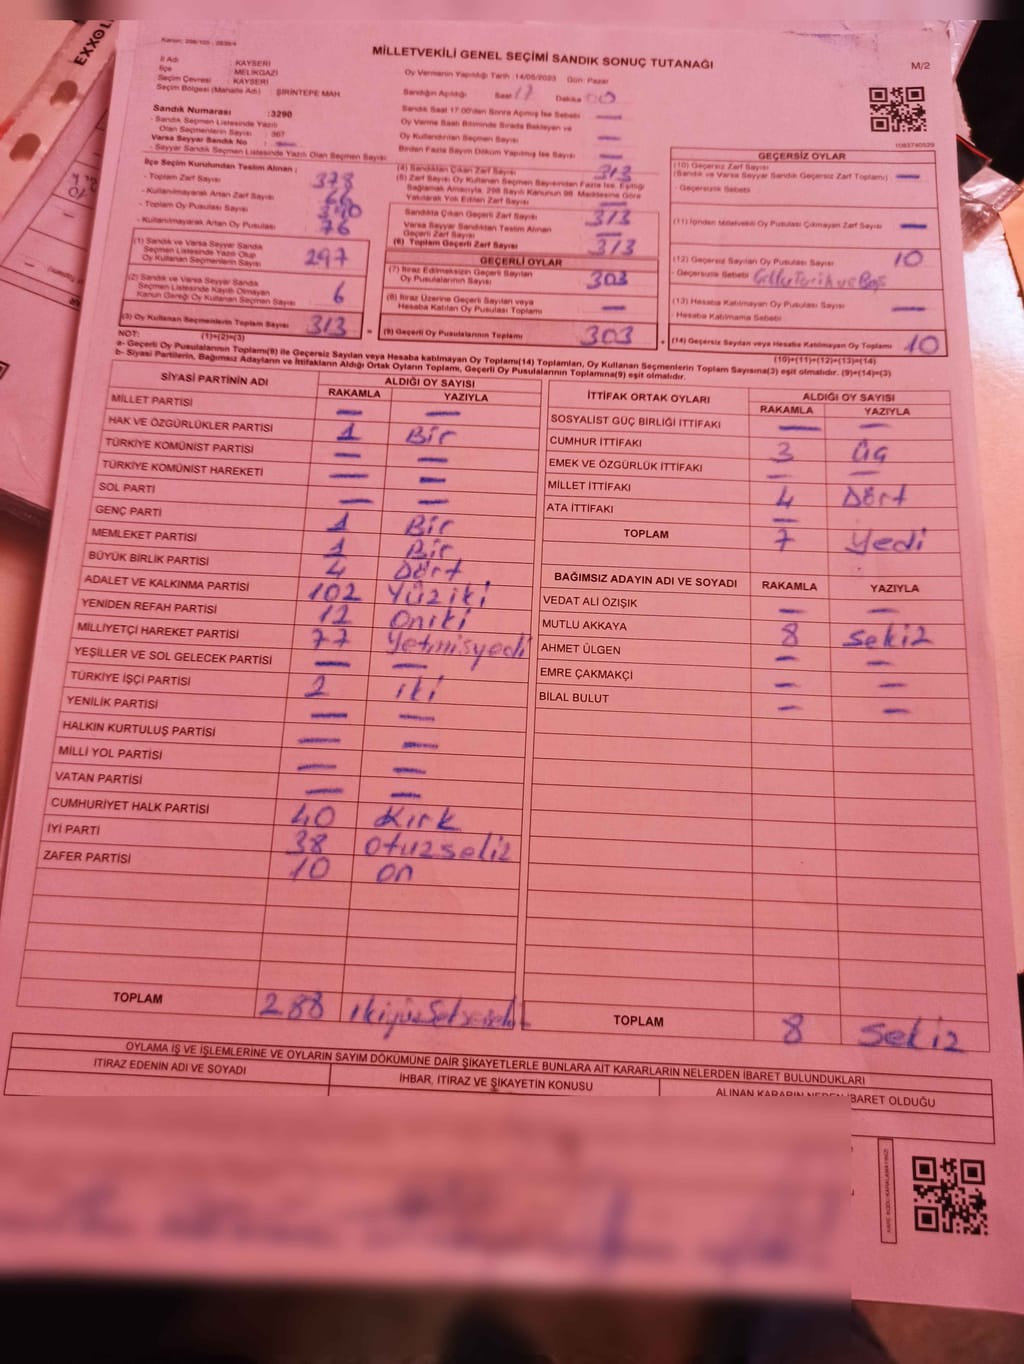 EXXOL
Kanun: 298/105 - 2839/4
MİLLETVEKİLİ GENEL SEÇİMİ SANDIK SONUÇ TUTANAĞI
M/2
İl Adı : KAYSERİ
İlçe : MELİKGAZİ
Seçim Çevresi : KAYSERİ
Seçim Bölgesi (Mahalle Adı) : ŞİRİNTEPE MAH
Oy Vermenin Yapıldığı Tarih :14/05/2023 Gün: Pazar
Sandığın Açıldığı Saat 17 Dakika 00
Sandık Numarası :3290
- Sandık Seçmen Listesinde Yazılı
Olan Seçmenlerin Sayısı : 367
Varsa Seyyar Sandık No : —
- Seyyar Sandık Seçmen Listesinde Yazılı Olan Seçmen Sayısı:
Sandık Saat 17.00'den Sonra Açılmış İse Sebebi —
Oy Verme Saati Bitiminde Sırada Bekleyen ve
Oy Kullandırılan Seçmen Sayısı —
Birden Fazla Sayım Döküm Yapılmış İse Sayısı —
1083740529
İlçe Seçim Kurulundan Teslim Alınan ;
- Toplam Zarf Sayısı 378
- Kullanılmayarak Artan Zarf Sayısı
- Toplam Oy Pusulası Sayısı
- Kullanılmayarak Artan Oy Pusulası 76
(1) Sandık ve Varsa Seyyar Sandık
Seçmen Listesinde Yazılı Olup
Oy Kullanan Seçmenlerin Sayısı 297
(2) Sandık ve Varsa Seyyar Sandık
Seçmen Listesinde Kayıtlı Olmayan
Kanun Gereği Oy Kullanan Seçmen Sayısı 6
(3) Oy Kullanan Seçmenlerin Toplam Sayısı 313
(1)+(2)=(3)
(4) Sandıktan Çıkan Zarf Sayısı 313
(5) Zarf Sayısı Oy Kullanan Seçmen Sayısından Fazla İse, Eşitliği
Sağlamak Amacıyla, 298 Sayılı Kanunun 98. Maddesine Göre
Yakılarak Yok Edilen Zarf Sayısı —
Sandıkta Çıkan Geçerli Zarf Sayısı 313
Varsa Seyyar Sandıktan Teslim Alınan
Geçerli Zarf Sayısı —
(6) Toplam Geçerli Zarf Sayısı 313
GEÇERLİ OYLAR
(7) İtiraz Edilmeksizin Geçerli Sayılan
Oy Pusulalarının Sayısı 303
(8) İtiraz Üzerine Geçerli Sayılan veya
Hesaba Katılan Oy Pusulası Toplamı —
(9) Geçerli Oy Pusulalarının Toplamı 303
GEÇERSİZ OYLAR
(10) Geçersiz Zarf Sayısı
(Sandık ve Varsa Seyyar Sandık Geçersiz Zarf Toplamı) —
- Geçersizlik Sebebi
(11) İçinden Milletvekili Oy Pusulası Çıkmayan Zarf Sayısı —
(12) Geçersiz Sayılan Oy Pusulası Sayısı 10
- Geçersizlik Sebebi
(13) Hesaba Katılmayan Oy Pusulası Sayısı —
- Hesaba Katılmama Sebebi
(14) Geçersiz Sayılan veya Hesaba Katılmayan Oy Toplamı 10
(10)+(11)+(12)+(13)=(14)
NOT:
a- Geçerli Oy Pusulalarının Toplamı(9) ile Geçersiz Sayılan veya Hesaba katılmayan Oy Toplamı(14) Toplamları, Oy Kullanan Seçmenlerin Toplam Sayısına(3) eşit olmalıdır. (9)+(14)=(3)
b- Siyasi Partilerin, Bağımsız Adayların ve İttifakların Aldığı Ortak Oyların Toplamı, Geçerli Oy Pusulalarının Toplamına(9) eşit olmalıdır.
SİYASİ PARTİNİN ADI ALDIĞI OY SAYISI
RAKAMLA YAZIYLA
MİLLET PARTİSİ — —
HAK VE ÖZGÜRLÜKLER PARTİSİ 1 Bir
TÜRKİYE KOMÜNİST PARTİSİ — —
TÜRKİYE KOMÜNİST HAREKETİ — —
SOL PARTİ — —
GENÇ PARTİ 1 Bir
MEMLEKET PARTİSİ 1 Bir
BÜYÜK BİRLİK PARTİSİ 4 Dört
ADALET VE KALKINMA PARTİSİ 102 Yüziki
YENİDEN REFAH PARTİSİ 12 Oniki
MİLLİYETÇİ HAREKET PARTİSİ 77 Yetmisyedi
YEŞİLLER VE SOL GELECEK PARTİSİ — —
TÜRKİYE İŞÇİ PARTİSİ 2 iki
YENİLİK PARTİSİ — —
HALKIN KURTULUŞ PARTİSİ — —
MİLLİ YOL PARTİSİ — —
VATAN PARTİSİ — —
CUMHURİYET HALK PARTİSİ 40 Kırk
İYİ PARTİ 38 otuzsekiz
ZAFER PARTİSİ 10 on
TOPLAM 288
İTTİFAK ORTAK OYLARI ALDIĞI OY SAYISI
RAKAMLA YAZIYLA
SOSYALİST GÜÇ BİRLİĞİ İTTİFAKI — —
CUMHUR İTTİFAKI 3 Üç
EMEK VE ÖZGÜRLÜK İTTİFAKI — —
MİLLET İTTİFAKI 4 Dört
ATA İTTİFAKI —
TOPLAM 7 Yedi
BAĞIMSIZ ADAYIN ADI VE SOYADI RAKAMLA YAZIYLA
VEDAT ALİ ÖZIŞIK — —
MUTLU AKKAYA 8 sekiz
AHMET ÜLGEN — —
EMRE ÇAKMAKÇİ — —
BİLAL BULUT — —
TOPLAM 8 sekiz
OYLAMA İŞ VE İŞLEMLERİNE VE OYLARIN SAYIM DÖKÜMÜNE DAİR ŞİKAYETLERLE BUNLARA AİT KARARLARIN NELERDEN İBARET BULUNDUKLARI
İTİRAZ EDENİN ADI VE SOYADI
İHBAR, İTİRAZ VE ŞİKAYETİN KONUSU
ALINAN KARARIN NEDEN İBARET OLDUĞU